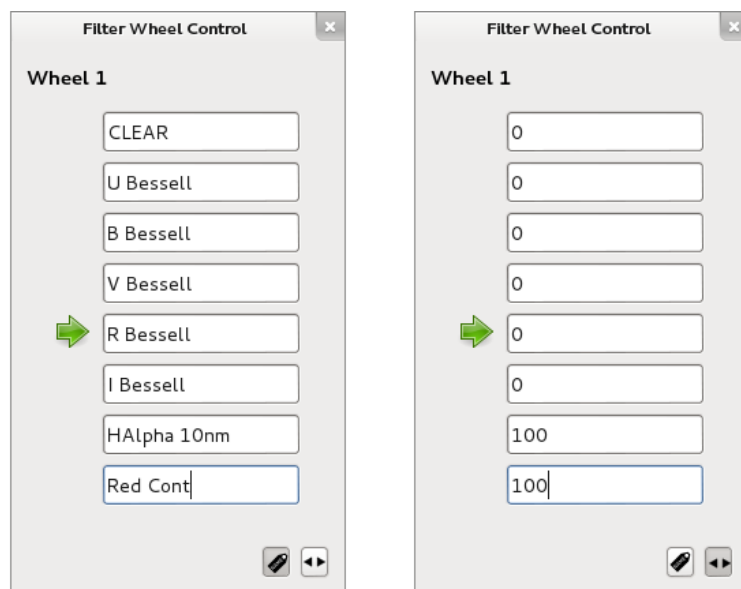 Filter Wheel Control
Wheel 1
CLEAR
U Bessell
B Bessell
V Bessell
R Bessell
I Bessell
HAlpha 10nm
Red Cont
Filter Wheel Control
Wheel 1
0
0
0
0
0
0
100
100